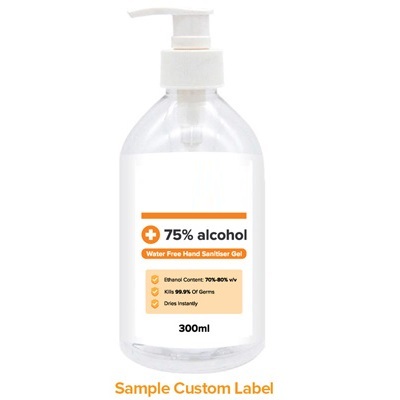 75% alcohol
Water Free Hand Sanitiser Gel
Ethanol Content: 70%-80% v/v
Kills 99.9% Of Germs
Dries Instantly
300ml
Sample Custom Label